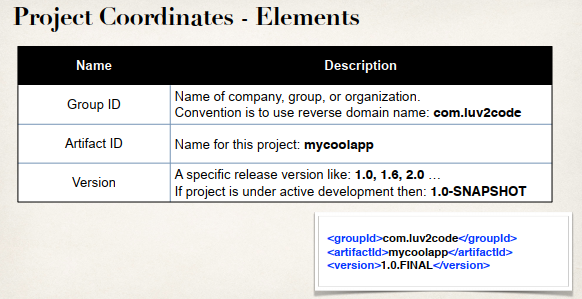 Project Coordinates - Elements
Name Description
Group ID
Name of company, group, or organization.
Convention is to use reverse domain name: com.luv2code
Artifact ID
Name for this project: mycoolapp
Version
A specific release version like: 1.0, 1.6, 2.0 ...
If project is under active development then: 1.0-SNAPSHOT
<groupId>com.luv2code</groupId>
<artifactId>mycoolapp</artifactId>
<version>1.0.FINAL</version>